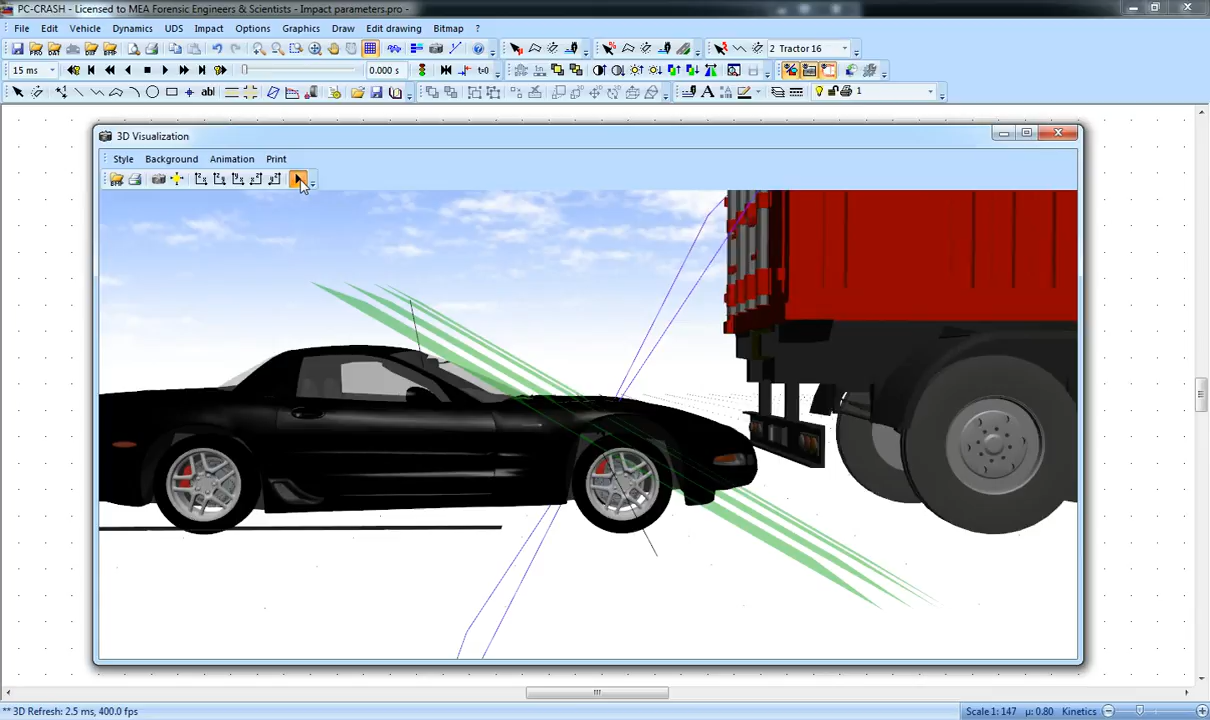 PC-CRASH - Licensed to MEA Forensic Engineers & Scientists - Impact parameters.pro -
File Edit Vehicle Dynamics UDS Impact Options Graphics Draw Edit drawing Bitmap ?
2 Tractor 16
15 ms 0.000 s t=0
abl A 1
3D Visualization
Style Background Animation Print
** 3D Refresh: 2.5 ms, 400.0 fps Scale 1: 147 µ: 0.80 Kinetics